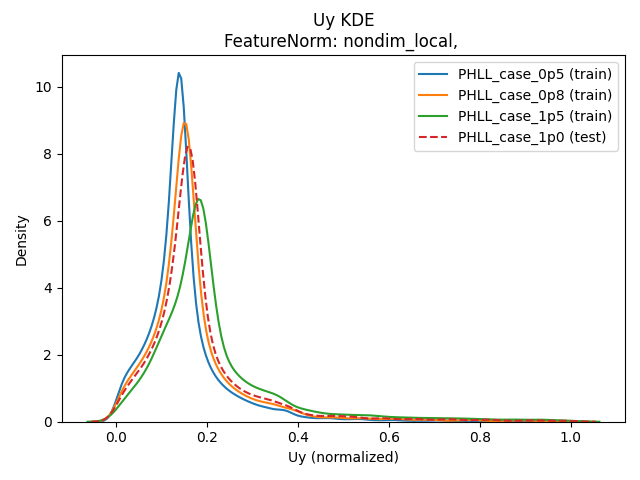 Uy KDE
FeatureNorm: nondim_local,
PHLL_case_0p5 (train)
PHLL_case_0p8 (train)
PHLL_case_1p5 (train)
PHLL_case_1p0 (test)
Density
10
8
6
4
2
0
0.0 0.2 0.4 0.6 0.8 1.0
Uy (normalized)